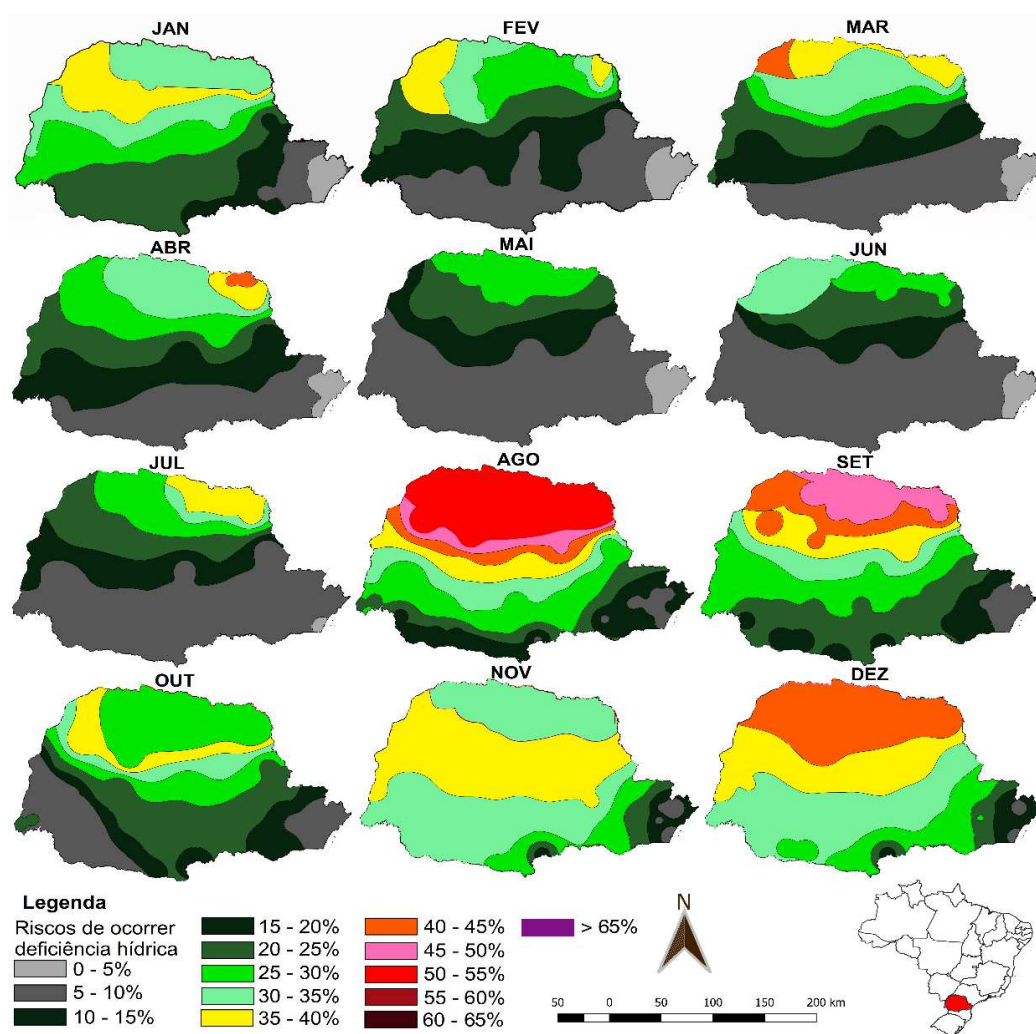 JAN
FEV
MAR
ABR
MAI
JUN
JUL
AGO
SET
OUT
NOV
DEZ
Legenda
Riscos de ocorrer
deficiência hídrica
0 - 5%
5 - 10%
10 - 15%
15 - 20%
20 - 25%
25 - 30%
30 - 35%
35 - 40%
40 - 45%
45 - 50%
50 - 55%
55 - 60%
60 - 65%
> 65%
N
50 0 50 100 150 200 km